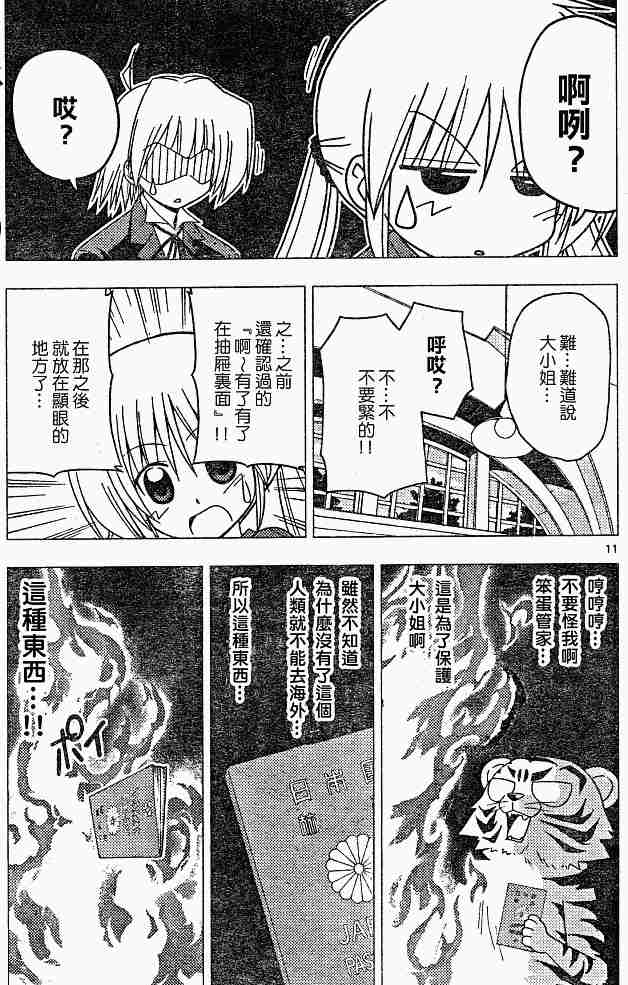 啊咧?
哎?
難…難道說
大小姐…
呼哎?
不…不
不要緊的!!
之…之前
還確認過的
『啊～有了有了
在抽屜裏面』!!
在那之後
就放在顯眼的
地方了…
11
哼哼哼…
不要怪我啊
笨蛋管家…
這是為了保護
大小姐啊
雖然不知道
為什麼沒有了這個
人類就不能去海外…
所以這種東西…
日本国
旅
JA
PAS
這種東西…!!
ポイ